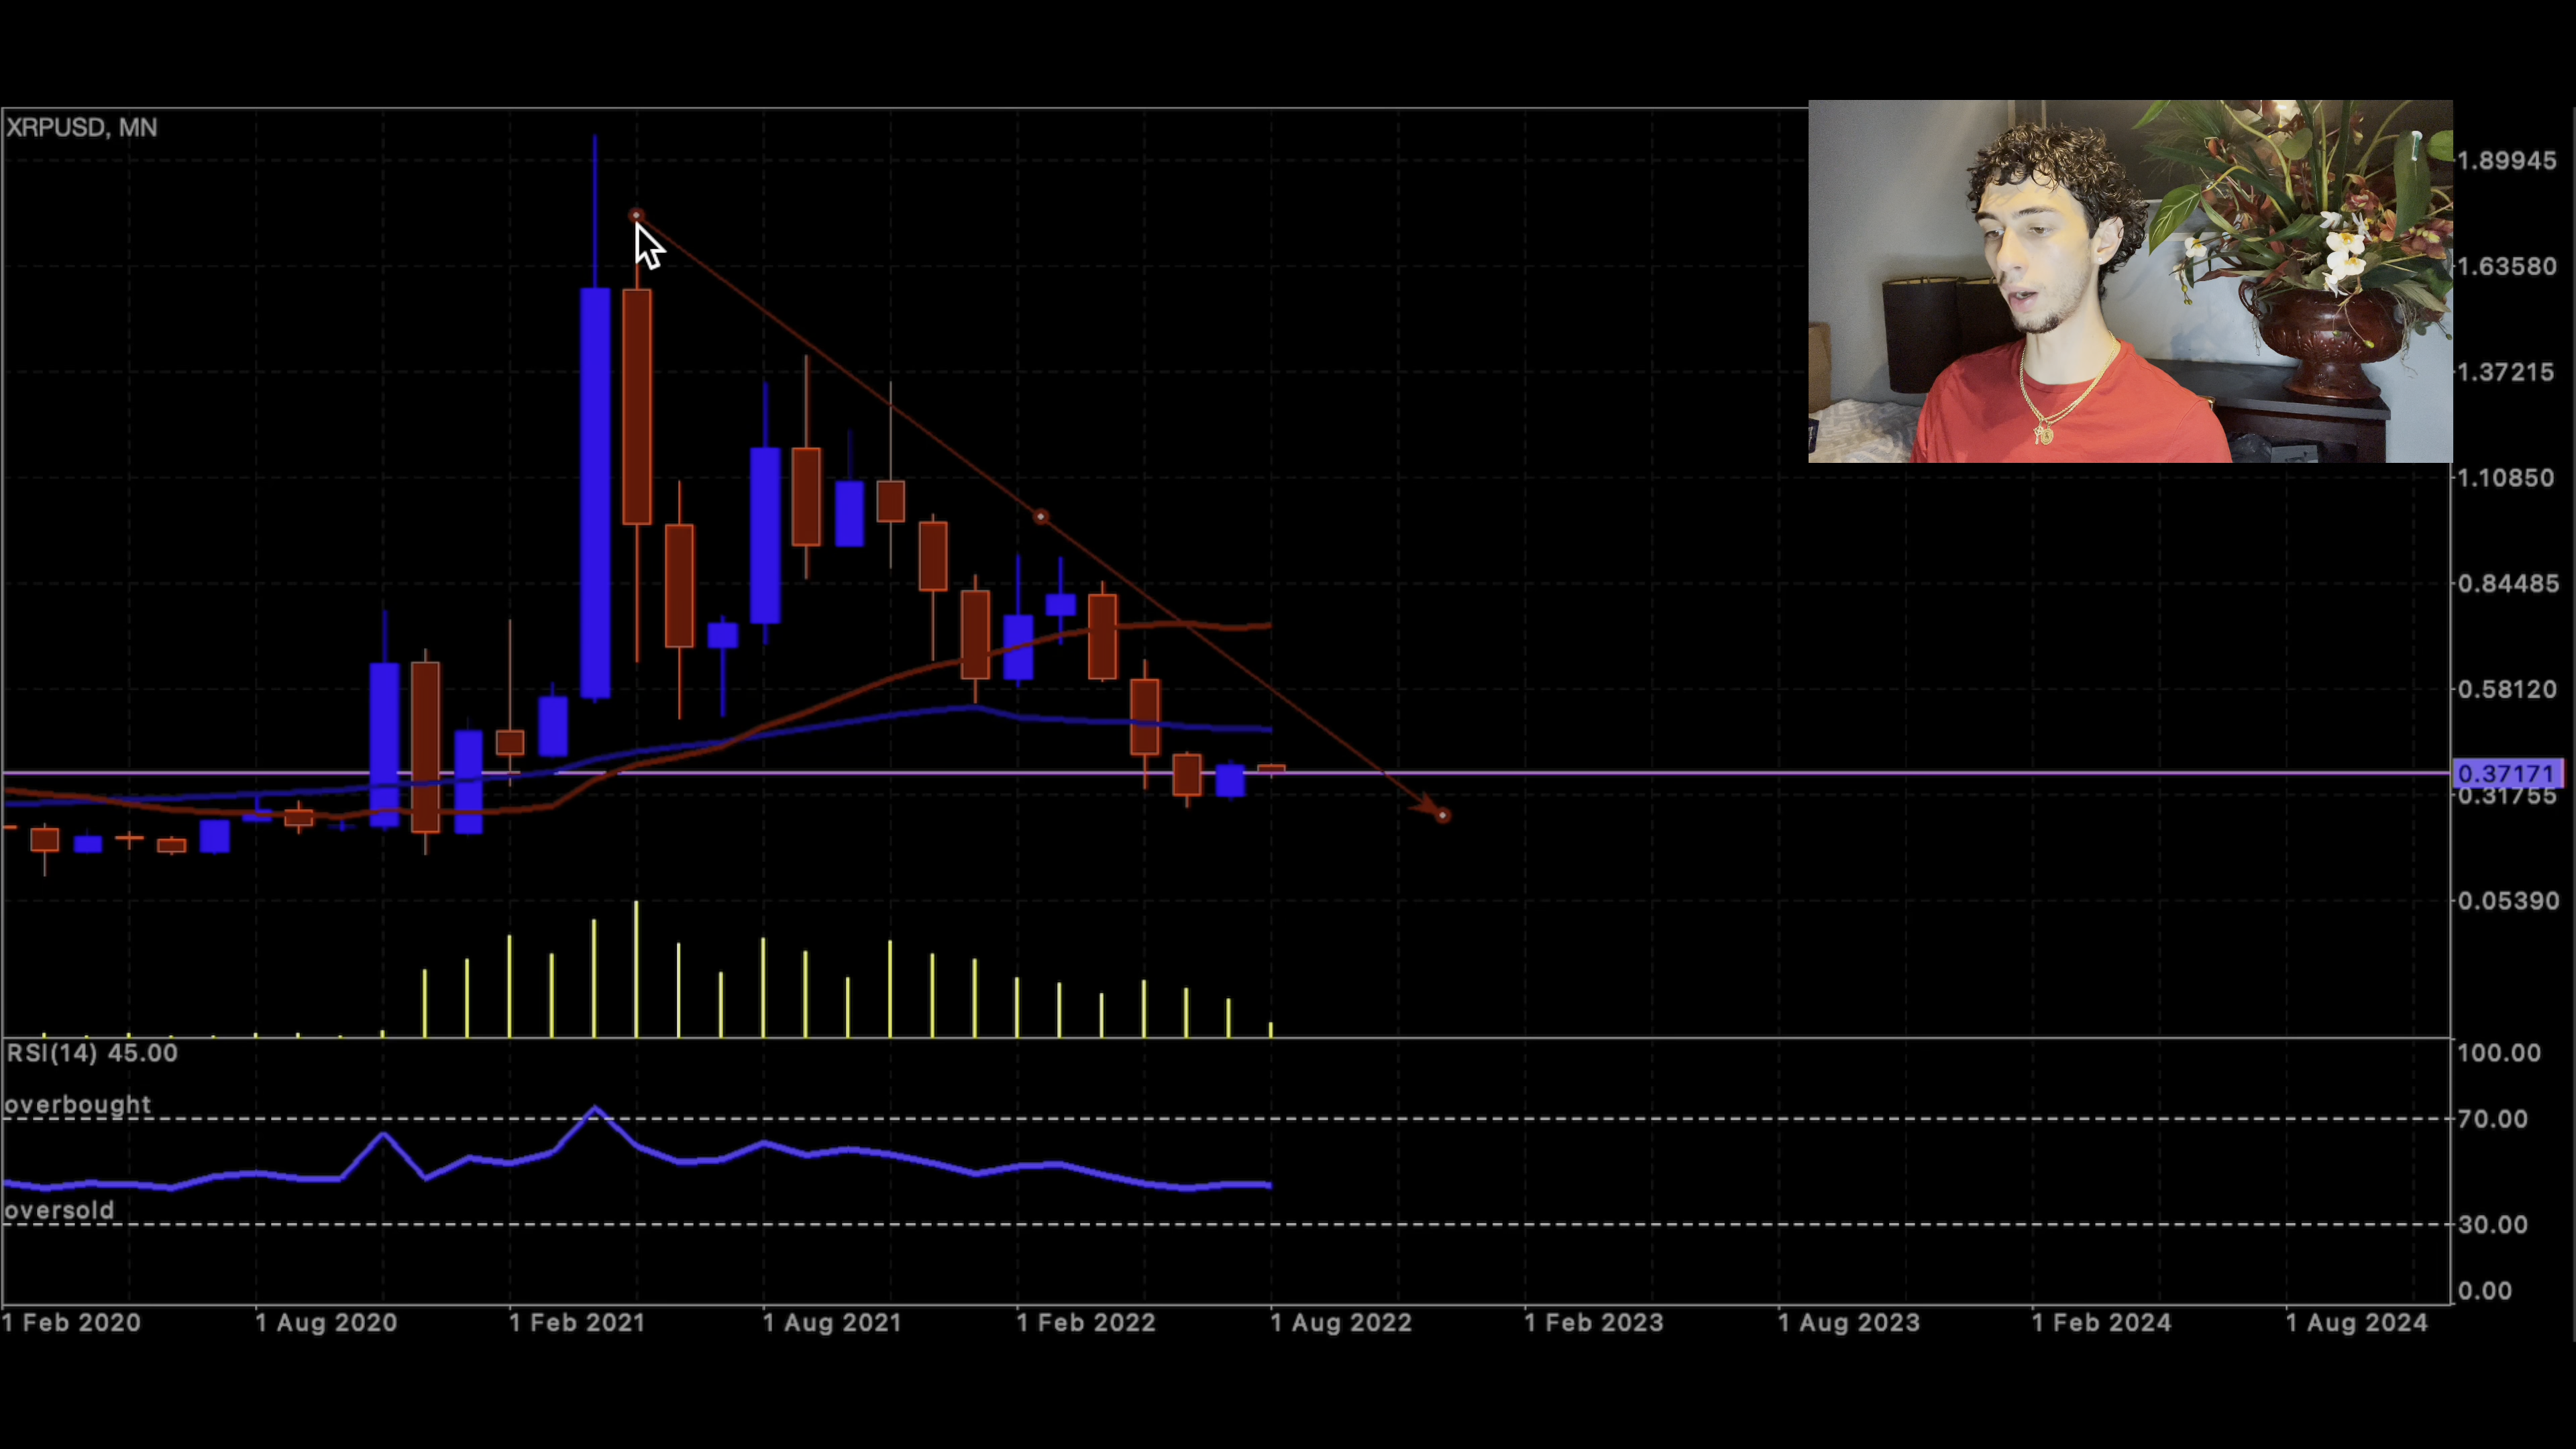 XRPUSD, MN
1.89945
1.63580
1.37215
1.10850
0.84485
0.58120
0.37171
0.31755
0.05390
RSI(14) 45.00
100.00
overbought
70.00
oversold
30.00
0.00
1 Feb 2020 1 Aug 2020 1 Feb 2021 1 Aug 2021 1 Feb 2022 1 Aug 2022 1 Feb 2023 1 Aug 2023 1 Feb 2024 1 Aug 2024